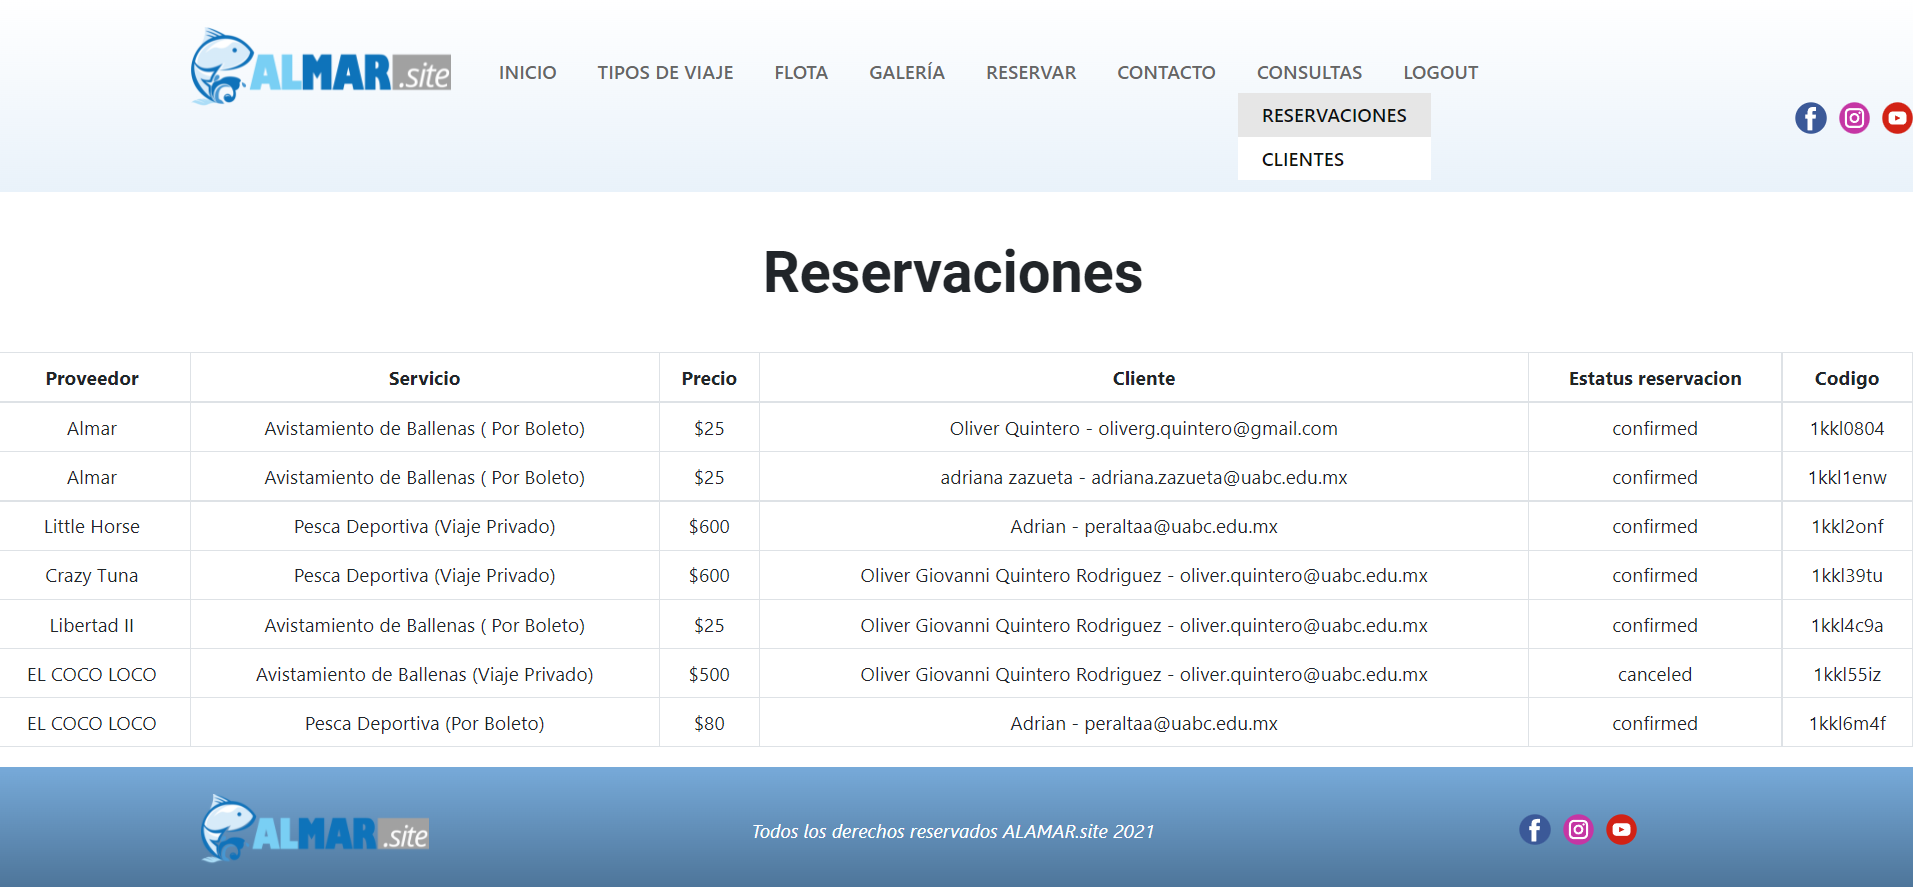 ALMAR.site
INICIO TIPOS DE VIAJE FLOTA GALERÍA RESERVAR CONTACTO CONSULTAS LOGOUT
RESERVACIONES
CLIENTES
Reservaciones
Proveedor Servicio Precio Cliente Estatus reservacion Codigo
Almar Avistamiento de Ballenas ( Por Boleto) $25 Oliver Quintero - oliverg.quintero@gmail.com confirmed 1kkl0804
Almar Avistamiento de Ballenas ( Por Boleto) $25 adriana zazueta - adriana.zazueta@uabc.edu.mx confirmed 1kkl1enw
Little Horse Pesca Deportiva (Viaje Privado) $600 Adrian - peraltaa@uabc.edu.mx confirmed 1kkl2onf
Crazy Tuna Pesca Deportiva (Viaje Privado) $600 Oliver Giovanni Quintero Rodriguez - oliver.quintero@uabc.edu.mx confirmed 1kkl39tu
Libertad II Avistamiento de Ballenas ( Por Boleto) $25 Oliver Giovanni Quintero Rodriguez - oliver.quintero@uabc.edu.mx confirmed 1kkl4c9a
EL COCO LOCO Avistamiento de Ballenas (Viaje Privado) $500 Oliver Giovanni Quintero Rodriguez - oliver.quintero@uabc.edu.mx canceled 1kkl55iz
EL COCO LOCO Pesca Deportiva (Por Boleto) $80 Adrian - peraltaa@uabc.edu.mx confirmed 1kkl6m4f
ALMAR.site
Todos los derechos reservados ALAMAR.site 2021